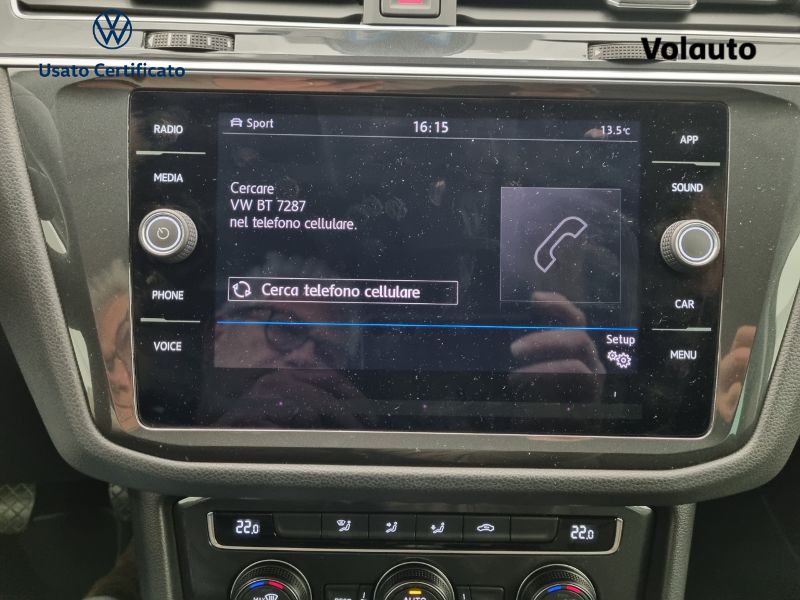 Usato Certificato
Volauto
RADIO
MEDIA
PHONE
VOICE
Sport
16:15
13.5°C
Cercare
VW BT 7287
nel telefono cellulare.
Cerca telefono cellulare
Setup
APP
SOUND
CAR
MENU
22.0
22.0
AUTO